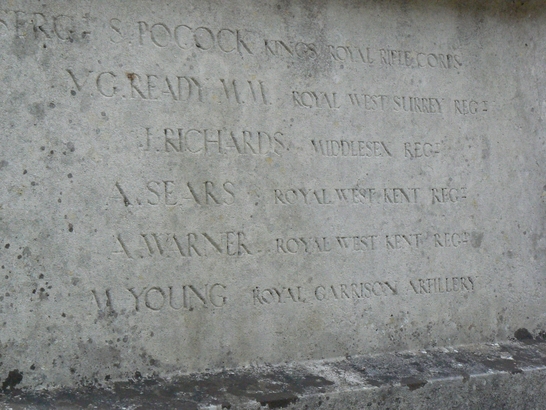 SERGT S. POCOCK KING'S ROYAL RIFLE CORPS
V.G. READY M.M. ROYAL WEST SURREY REGT
J. RICHARDS MIDDLESEX REGT
A. SEARS ROYAL WEST KENT REGT
A. WARNER ROYAL WEST KENT REGT
M. YOUNG ROYAL GARRISON ARTILLERY